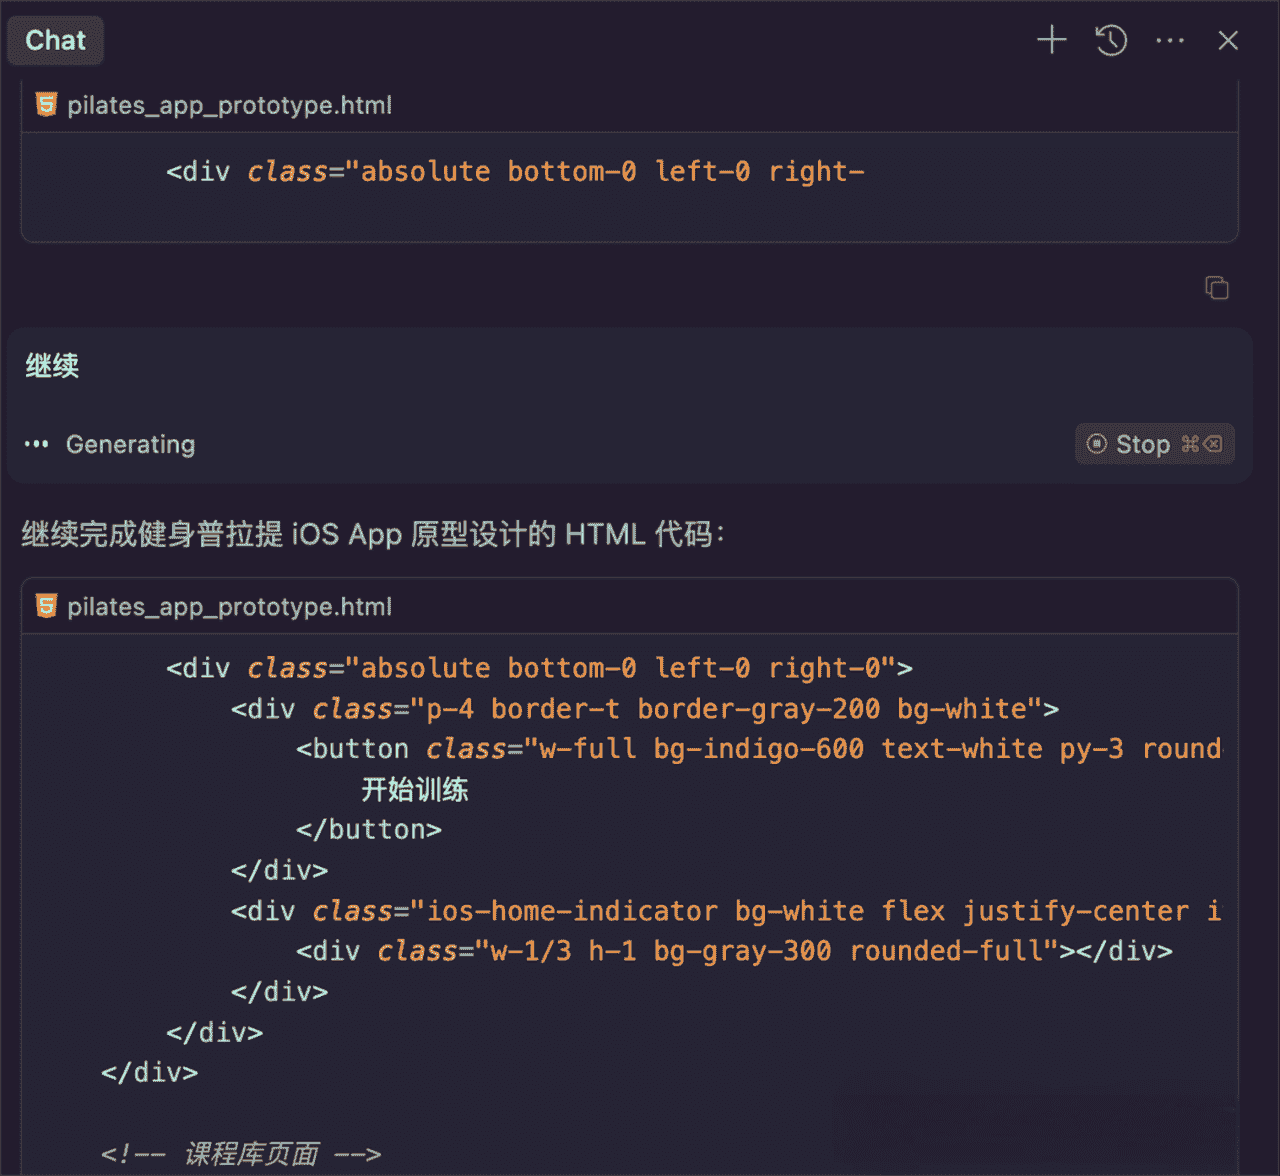 Chat
pilates_app_prototype.html
<div class="absolute bottom-0 left-0 right-
继续
Generating
Stop ⌘⌫
继续完成健身普拉提 iOS App 原型设计的 HTML 代码：
pilates_app_prototype.html
<div class="absolute bottom-0 left-0 right-0">
<div class="p-4 border-t border-gray-200 bg-white">
<button class="w-full bg-indigo-600 text-white py-3 round
开始训练
</button>
</div>
<div class="ios-home-indicator bg-white flex justify-center i
<div class="w-1/3 h-1 bg-gray-300 rounded-full"></div>
</div>
</div>
</div>
<!-- 课程库页面 -->